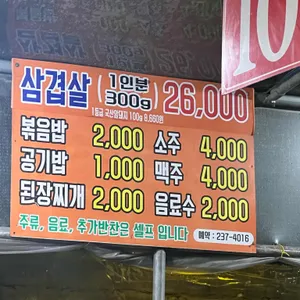 10
삼겹살 (1인분 300g) 26,000
1등급 국산암돼지 100g 8,660원
볶음밥 2,000 소주 4,000
공기밥 1,000 맥주 4,000
된장찌개 2,000 음료수 2,000
주류, 음료, 추가반찬은 셀프 입니다 예약 : 237-4016